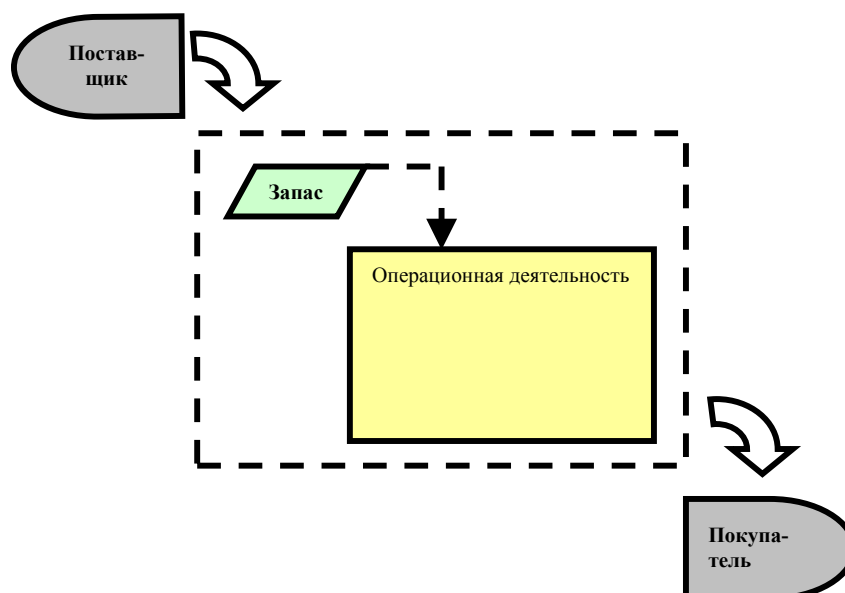 Постав-
щик
Запас
Операционная деятельность
Покупа-
тель